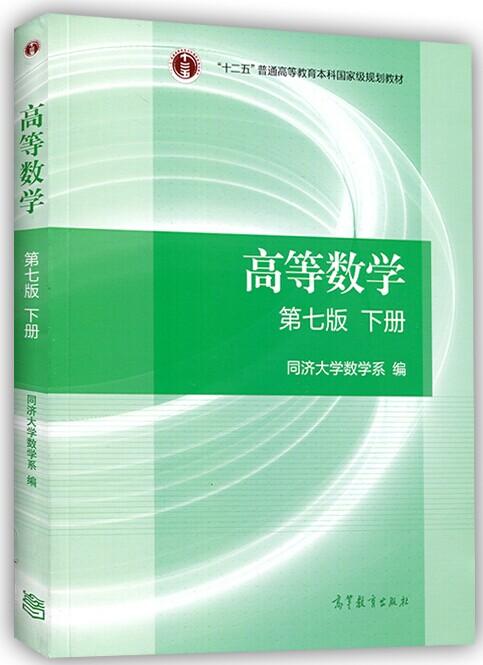 高等数学
第七版 下册
同济大学数学系 编
"十二五"普通高等教育本科国家级规划教材
高等数学
第七版 下册
同济大学数学系 编
高等教育出版社